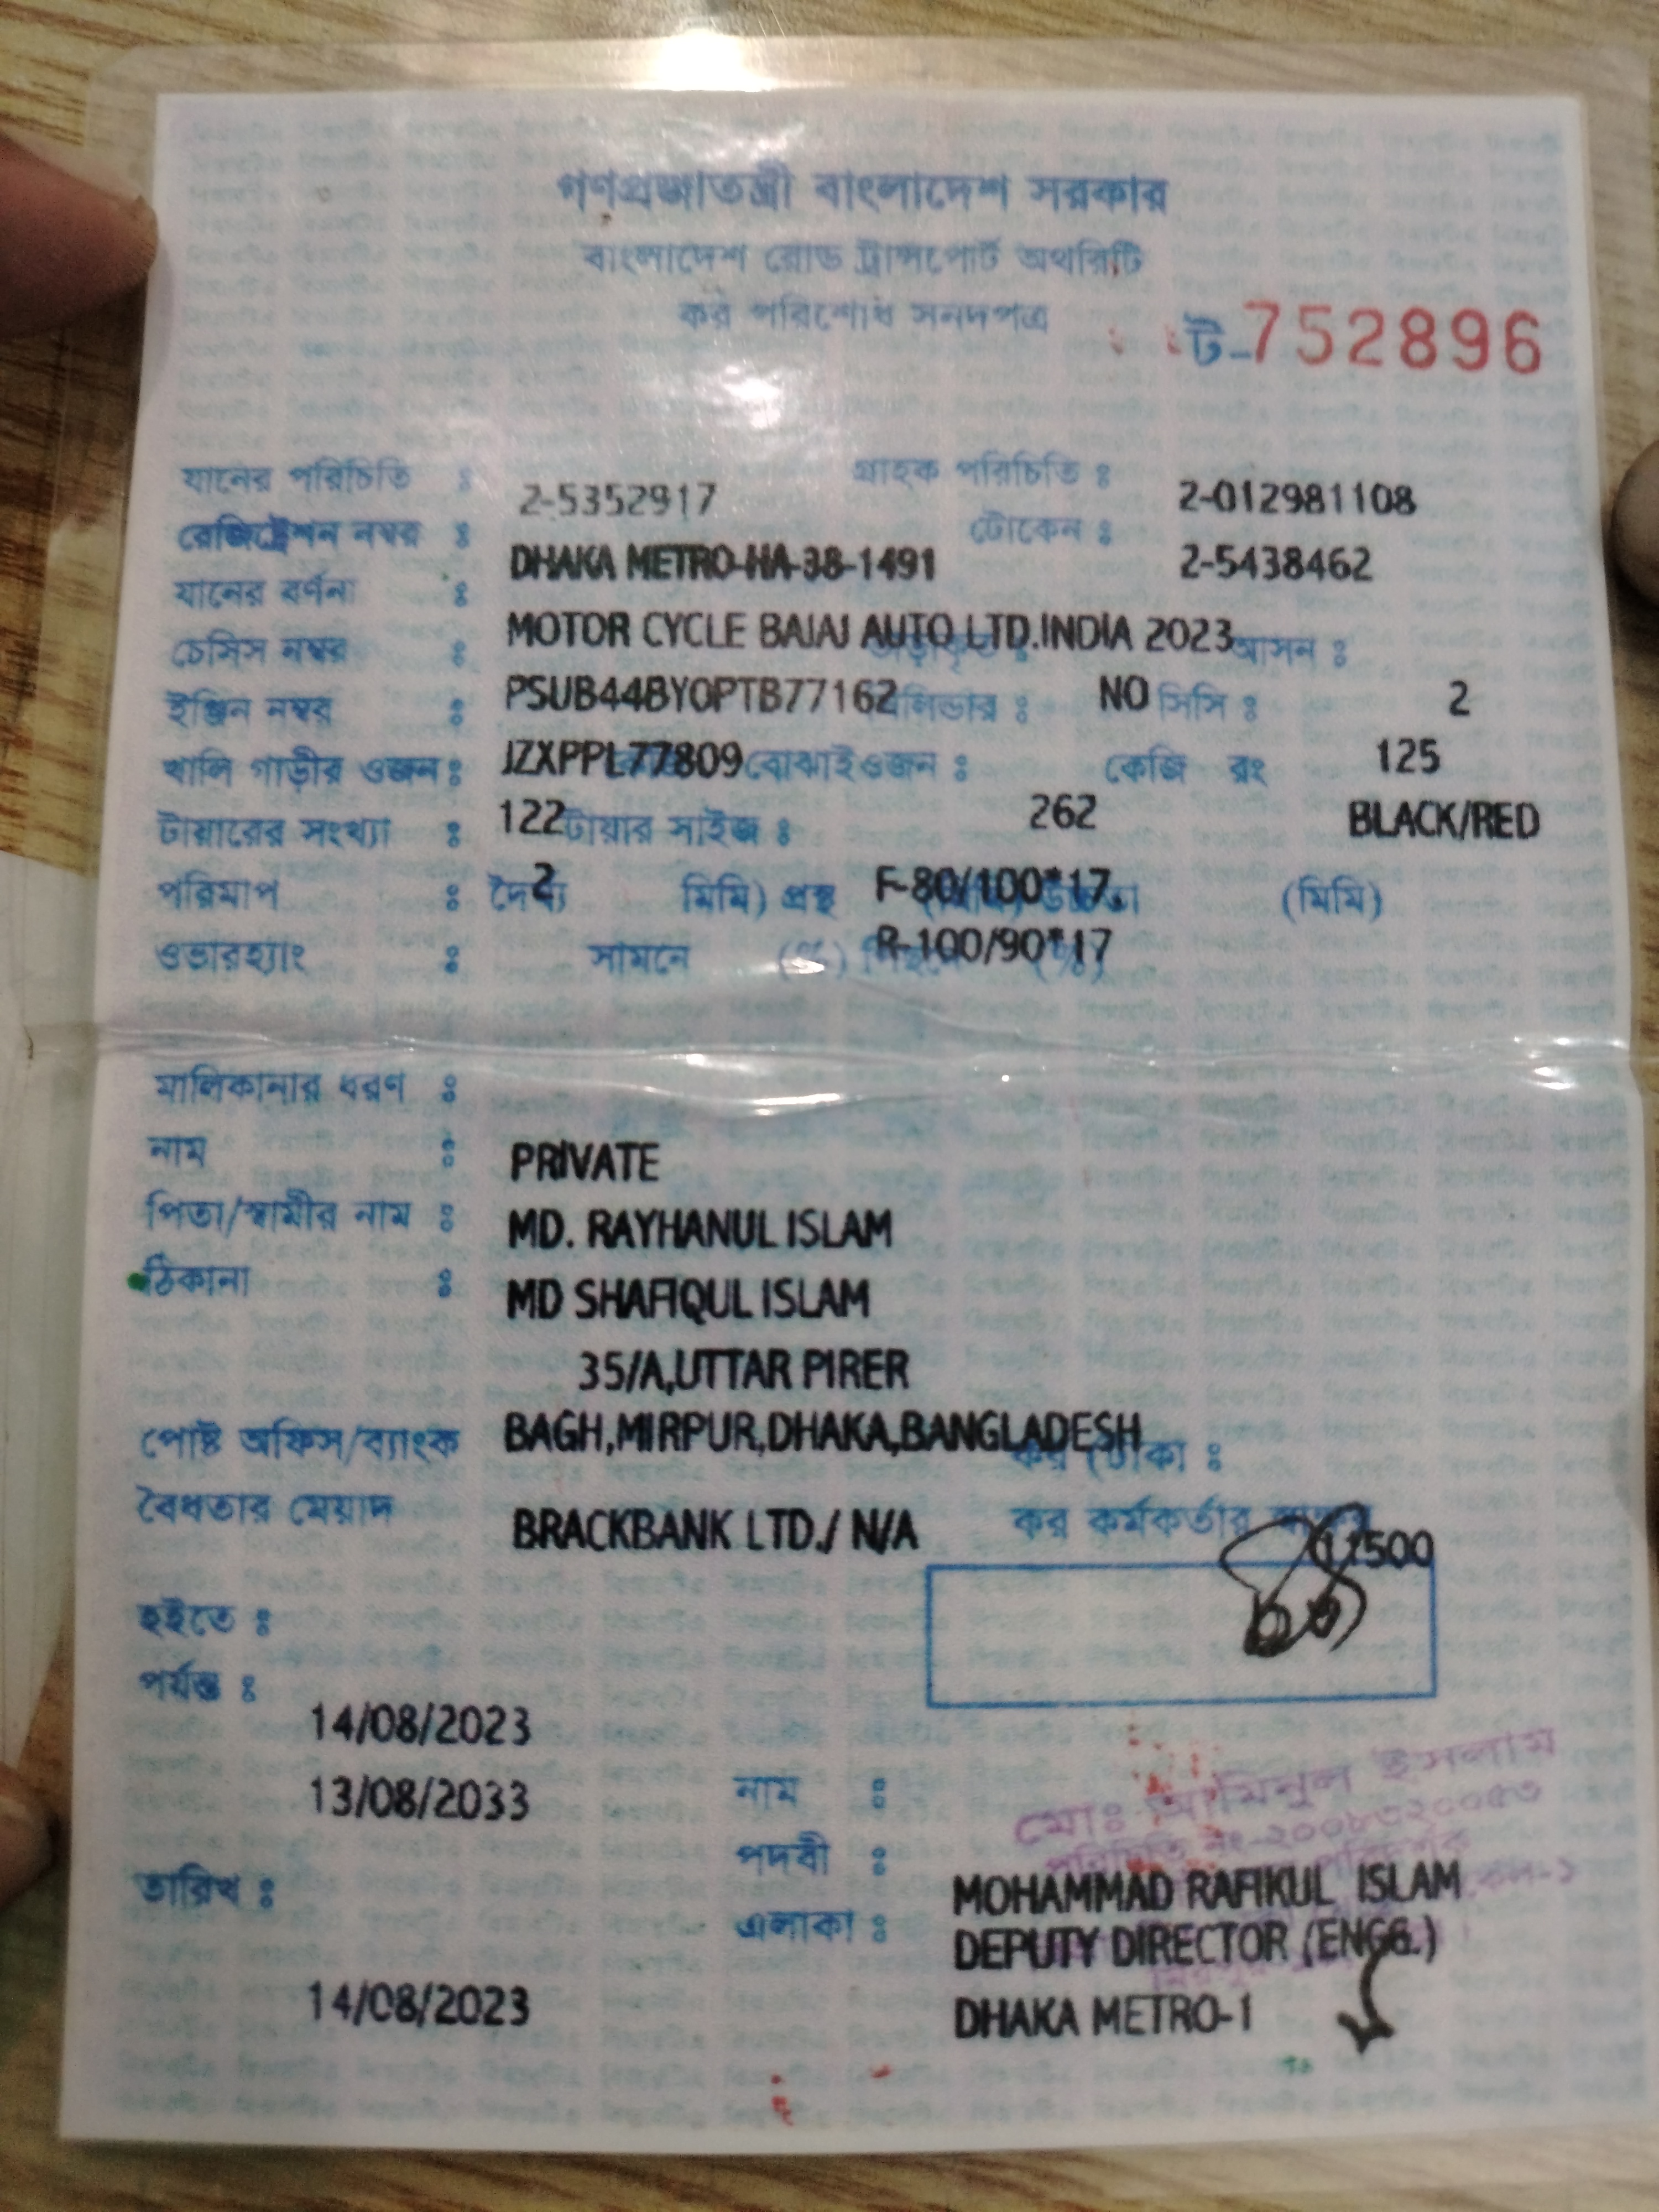 গণপ্রজাতন্ত্রী বাংলাদেশ সরকার
বাংলাদেশ রোড ট্রান্সপোর্ট অথরিটি
কর পরিশোধ সনদপত্র
ট-752896
যানের পরিচিতি : 2-5352917 গ্রাহক পরিচিতি : 2-012981108
রেজিষ্ট্রেশন নম্বর : DHAKA METRO-HA-38-1491 টোকেন : 2-5438462
যানের বর্ণনা : MOTOR CYCLE BAJAJ AUTO LTD.INDIA 2023
চেসিস নম্বর : PSUB44BY0PTB77162 NO আসন : 2
ইঞ্জিন নম্বর : JZXPPL77809 সিসি : 125
খালি গাড়ীর ওজন : 122 বোঝাই ওজন : 262 কেজি রং BLACK/RED
টায়ারের সংখ্যা : 2 টায়ার সাইজ : F-80/100*17,
R-100/90*17
পরিমাপ : দৈর্ঘ্য মিমি) প্রস্থ (মিমি)
ওভারহ্যাং : সামনে
মালিকানার ধরণ : PRIVATE
নাম : MD. RAYHANUL ISLAM
পিতা/স্বামীর নাম : MD SHAFIQUL ISLAM
ঠিকানা : 35/A,UTTAR PIRER
BAGH,MIRPUR,DHAKA,BANGLADESH
পোষ্ট অফিস/ব্যাংক BRACKBANK LTD./ N/A কর (টাকা :
বৈধতার মেয়াদ কর কর্মকর্তার
হইতে : 14/08/2023
পর্যন্ত : 13/08/2033
তারিখ : 14/08/2023
মোঃ আমিনুল ইসলাম
নাম : MOHAMMAD RAFIKUL ISLAM
পদবী : DEPUTY DIRECTOR (ENGG.)
এলাকা : DHAKA METRO-1